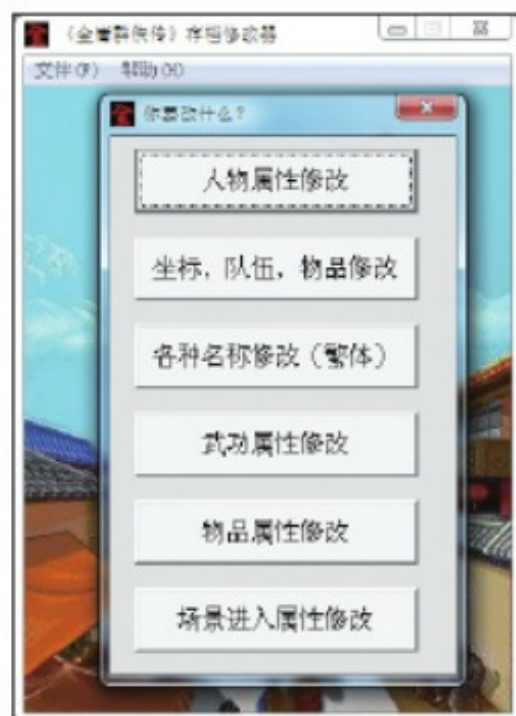 《金庸群侠传》存档修改器
文件(F) 帮助(H)
你要改什么?
人物属性修改
坐标，队伍，物品修改
各种名称修改（繁体）
武功属性修改
物品属性修改
场景进入属性修改